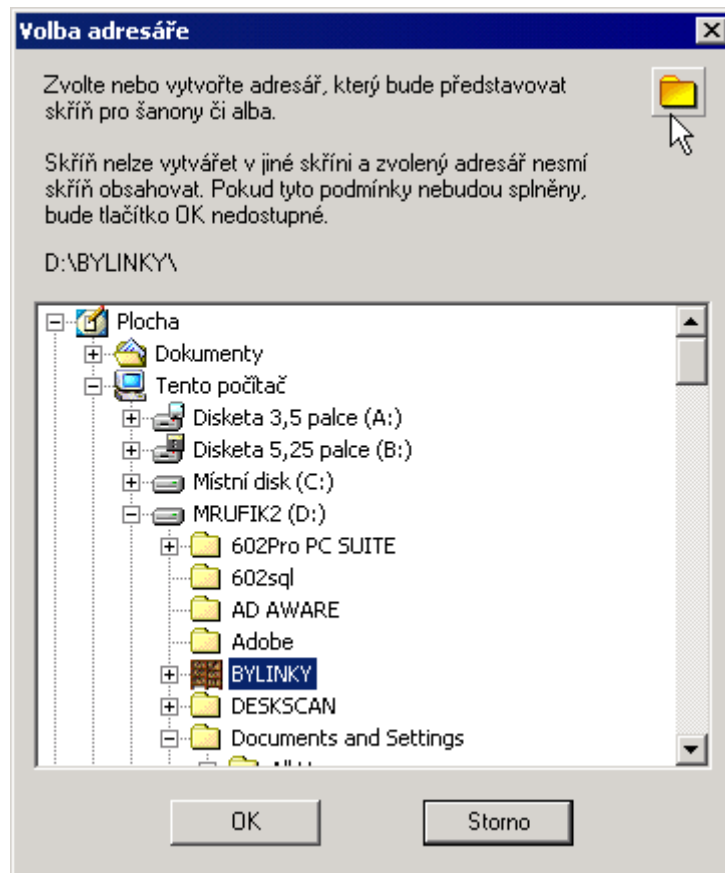 Volba adresáře
Zvolte nebo vytvořte adresář, který bude představovat
skříň pro šanony či alba.
Skříň nelze vytvářet v jiné skříni a zvolený adresář nesmí
skříň obsahovat. Pokud tyto podmínky nebudou splněny,
bude tlačítko OK nedostupné.
D:\BYLINKY\
Plocha
Dokumenty
Tento počítač
Disketa 3,5 palce (A:)
Disketa 5,25 palce (B:)
Místní disk (C:)
MRUFIK2 (D:)
602Pro PC SUITE
602sql
AD AWARE
Adobe
BYLINKY
DESKSCAN
Documents and Settings
OK
Storno